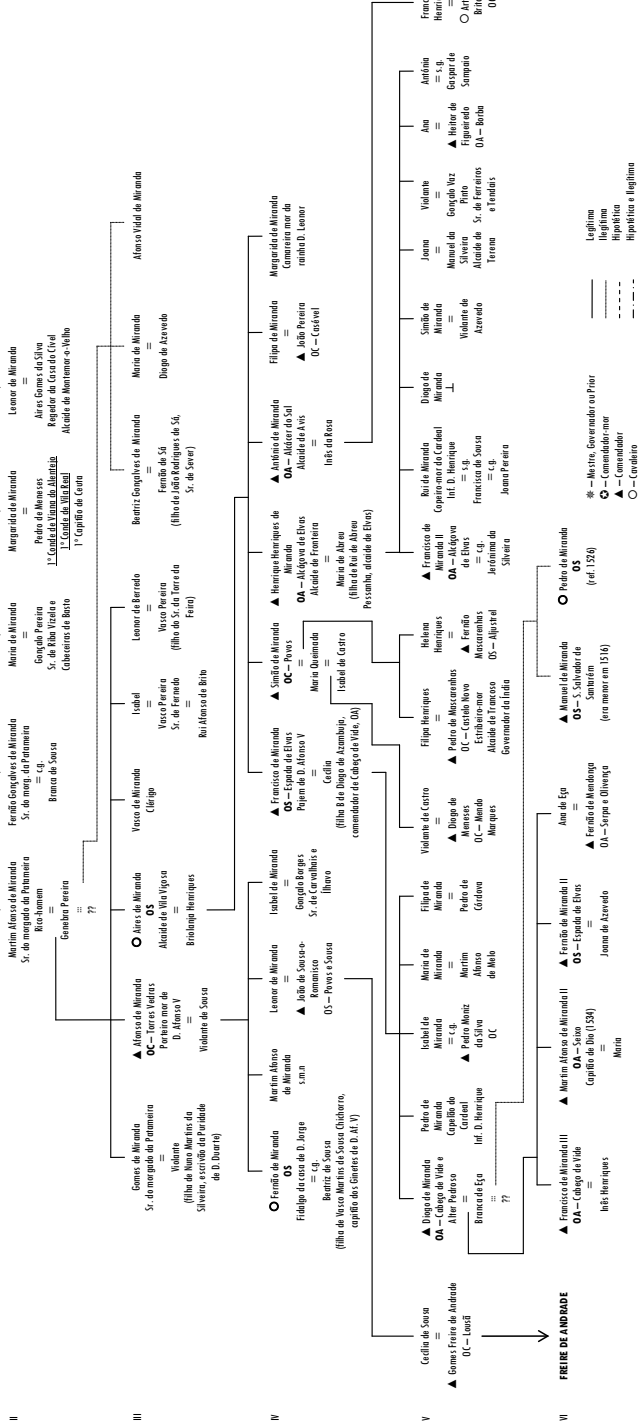 II
Martim Afonso de Miranda
Sr. do morgado da Patameira
Rico-homem
=
Genebra Pereira
:::
??
Fernão Gonçalves de Miranda
Sr. do morg. da Patameira
= c.g.
Branca de Sousa
Maria de Miranda
=
Gonçalo Pereira
Sr. de Riba Vizela e
Cabeceiras de Basto
Margarida de Miranda
=
Pedro de Meneses
1º Conde de Viana do Alentejo
1º Conde de Vila Real
1º Capitão de Ceuta
Leonor de Miranda
=
Aires Gomes da Silva
Regedor da Casa do Cível
Alcaide de Montemor-o-Velho
III
Gomes de Miranda
Sr. do morgado da Patameira
=
Violante
(filha de Nuno Martins da
Silveira, escrivão da Puridade
de D. Duarte)
▲ Afonso de Miranda
OC – Torres Vedras
Porteiro mor de
D. Afonso V
=
Violante de Sousa
O Aires de Miranda
OS
Alcaide de Vila Viçosa
=
Briolanja Henriques
Vasco de Miranda
Clérigo
Isabel
=
Vasco Pereira
Sr. de Fernedo
=
Rui Afonso de Brito
Leonor de Berredo
=
Vasco Pereira
(filho do Sr. da Torre da
Feira)
Beatriz Gonçalves de Miranda
=
Fernão de Sá
(filho de João Rodrigues de Sá,
Sr. de Sever)
Maria de Miranda
=
Diogo de Azevedo
Afonso Vidal de Miranda
IV
O Fernão de Miranda
OS
Fidalgo da casa de D. Jorge
= c.g.
Beatriz de Sousa
(filha de Vasco Martins de Sousa Chichorro,
capitão dos Ginetes de D. Af. V)
Martim Afonso
de Miranda
s.m.n
Leonor de Miranda
=
▲ João de Sousa-o-
Romanisco
OS – Povos e Sousa
Isabel de Miranda
=
Gonçalo Borges
Sr. de Carvalhais e
Ílhavo
▲ Francisco de Miranda
OS – Espada de Elvas
Pajem de D. Afonso V
=
Cecília
(filha B de Diogo de Azambuja,
comendador de Cabeço de Vide, OA)
▲ Simão de Miranda
OC – Povos
=
Maria Queimada
=
Isabel de Castro
▲ Henrique Henriques de
Miranda
OA – Alcáçova de Elvas
Alcaide de Fronteira
=
Maria de Abreu
(filha de Rui de Abreu
Pessanha, alcaide de Elvas)
▲ António de Miranda
OA – Alcácer do Sal
Alcaide de Avis
=
Inês da Rosa
Filipa de Miranda
=
▲ João Pereira
OC – Casével
Margarida de Miranda
Camareira mor da
rainha D. Leonor
V
Cecília de Sousa
=
▲ Gomes Freire de Andrade
OC – Lousã
▲ Diogo de Miranda
OA – Cabeço de Vide e
Alter Pedroso
=
Branca de Eça
:::
??
Pedro de
Miranda
Capelão do
Cardeal
Inf. D. Henrique
Isabel de
Miranda
= c.g.
▲ Pedro Moniz
da Silva
OC
Maria de
Miranda
=
Martim
Afonso
de Melo
Filipa de
Miranda
=
Pedro de
Córdova
Violante de Castro
=
▲ Diogo de
Meneses
OC – Mendo
Marques
Filipa Henriques
=
▲ Pedro de Mascarenhas
OC – Castelo Novo
Estribeiro-mor
Alcaide de Trancoso
Governador da Índia
Helena
Henriques
=
▲ Fernão
Mascarenhas
OS – Aljustrel
▲ Francisco de
Miranda II
OA – Alcáçova
de Elvas
= c.g.
Jerónima da
Silveira
Rui de Miranda
Copeiro-mor do Cardeal
Inf. D. Henrique
= s.g.
Francisca de Sousa
= c.g.
Joana Pereira
Diogo de
Miranda
⊥
Simão de
Miranda
=
Violante de
Azevedo
Joana
=
Manuel da
Silveira
Alcaide de
Terena
Violante
=
Gonçalo Vaz
Pinto
Sr. de Ferreiros
e Tendais
Ana
=
▲ Heitor de
Figueiredo
OA – Borba
Antónia
= s.g.
Gaspar de
Sampaio
VI
FREIRE DE ANDRADE
▲ Francisco de Miranda III
OA – Cabeço de Vide
=
Inês Henriques
▲ Martim Afonso de Miranda II
OA – Seixo
Capitão de Dio (1534)
=
Maria
▲ Fernão de Miranda II
OS – Espada de Elvas
=
Joana de Azevedo
Ana de Eça
=
▲ Fernão de Mendonça
OA – Serpa e Olivença
▲ Manuel de Miranda
OS – S. Salvador de
Santarém
(era menor em 1516)
O Pedro de Miranda
OS
(ref. 1526)
– Mestre, Governador ou Prior
– Comendador-mor
▲ – Comendador
O – Cavaleiro
Legítima
Ilegítima
Hipotética
Hipotética e Ilegítima